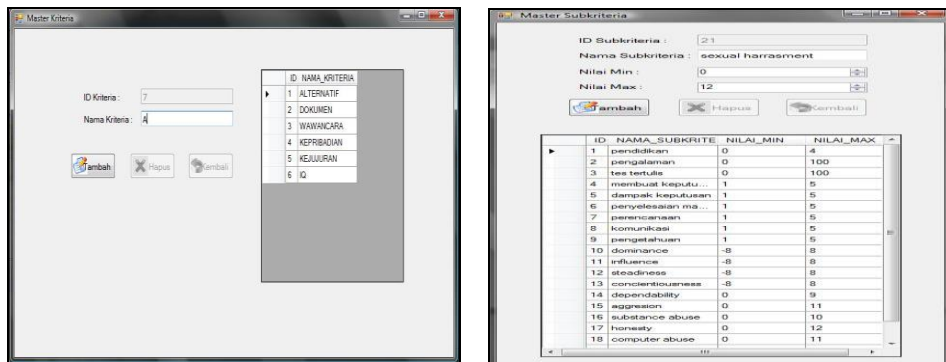 Master Kriteria
ID Kriteria : 7
Nama Kriteria : A
Tambah Hapus Kembali
ID NAMA_KRITERIA
1 ALTERNATIF
2 DOKUMEN
3 WAWANCARA
4 KEPRIBADIAN
5 KEJUJURAN
6 IQ
Master Subkriteria
ID Subkriteria : 21
Nama Subkriteria : sexual harrasment
Nilai Min : 0
Nilai Max : 12
Tambah Hapus Kembali
ID NAMA_SUBKRITE NILAI_MIN NILAI_MAX
1 pendidikan 0 4
2 pengalaman 0 100
3 tes tertulis 0 100
4 membuat keputu... 1 5
5 dampak keputusan 1 5
6 penyelesaian ma... 1 5
7 perencanaan 1 5
8 komunikasi 1 5
9 pengetahuan 1 5
10 dominance -8 8
11 influence -8 8
12 steadiness -8 8
13 concientiousness -8 8
14 dependability 0 9
15 aggresion 0 11
16 substance abuse 0 10
17 honesty 0 12
18 computer abuse 0 11